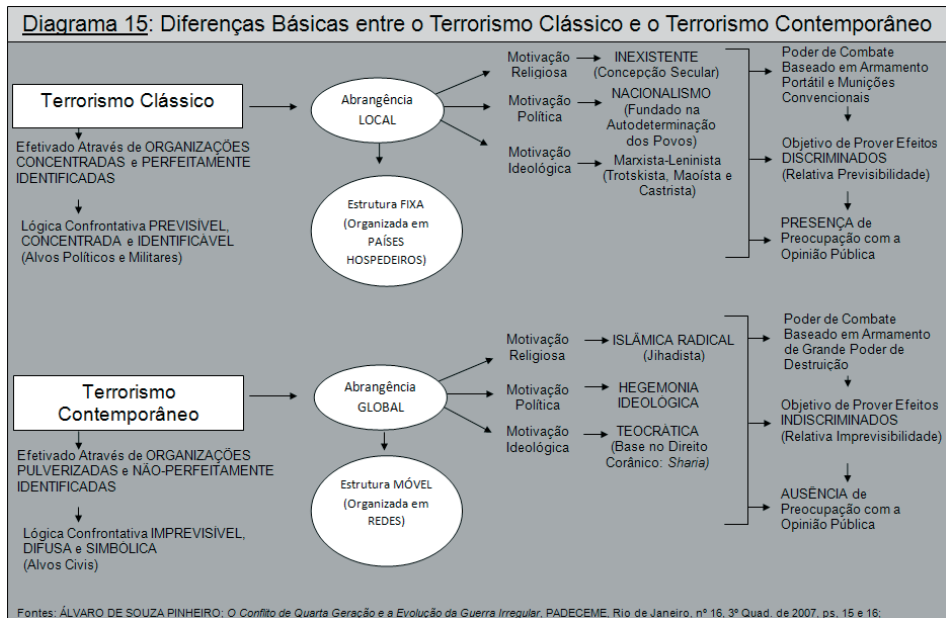 Diagrama 15: Diferenças Básicas entre o Terrorismo Clássico e o Terrorismo Contemporâneo
Terrorismo Clássico
Efetivado Através de ORGANIZAÇÕES
CONCENTRADAS e PERFEITAMENTE
IDENTIFICADAS
Lógica Confrontativa PREVISÍVEL,
CONCENTRADA e IDENTIFICÁVEL
(Alvos Políticos e Militares)
Abrangência
LOCAL
Estrutura FIXA
(Organizada em
PAÍSES
HOSPEDEIROS)
Motivação
Religiosa
INEXISTENTE
(Concepção Secular)
Motivação
Política
NACIONALISMO
(Fundado na
Autodeterminação
dos Povos)
Motivação
Ideológica
Marxista-Leninista
(Trotskista, Maoísta e
Castrista)
Poder de Combate
Baseado em Armamento
Portátil e Munições
Convencionais
Objetivo de Prover Efeitos
DISCRIMINADOS
(Relativa Previsibilidade)
PRESENÇA de
Preocupação com a
Opinião Pública
Terrorismo
Contemporâneo
Efetivado Através de ORGANIZAÇÕES
PULVERIZADAS e NÃO-PERFEITAMENTE
IDENTIFICADAS
Lógica Confrontativa IMPREVISÍVEL,
DIFUSA e SIMBÓLICA
(Alvos Civis)
Abrangência
GLOBAL
Estrutura MÓVEL
(Organizada em
REDES)
Motivação
Religiosa
ISLÂMICA RADICAL
(Jihadista)
Motivação
Política
HEGEMONIA
IDEOLÓGICA
Motivação
Ideológica
TEOCRÁTICA
(Base no Direito
Corânico: Sharia)
Poder de Combate
Baseado em Armamento
de Grande Poder de
Destruição
Objetivo de Prover Efeitos
INDISCRIMINADOS
(Relativa Imprevisibilidade)
AUSÊNCIA de
Preocupação com a
Opinião Pública
Fontes: ÁLVARO DE SOUZA PINHEIRO; O Conflito de Quarta Geração e a Evolução da Guerra Irregular, PADECEME, Rio de Janeiro, nº 16, 3º Quad. de 2007, ps. 15 e 16;